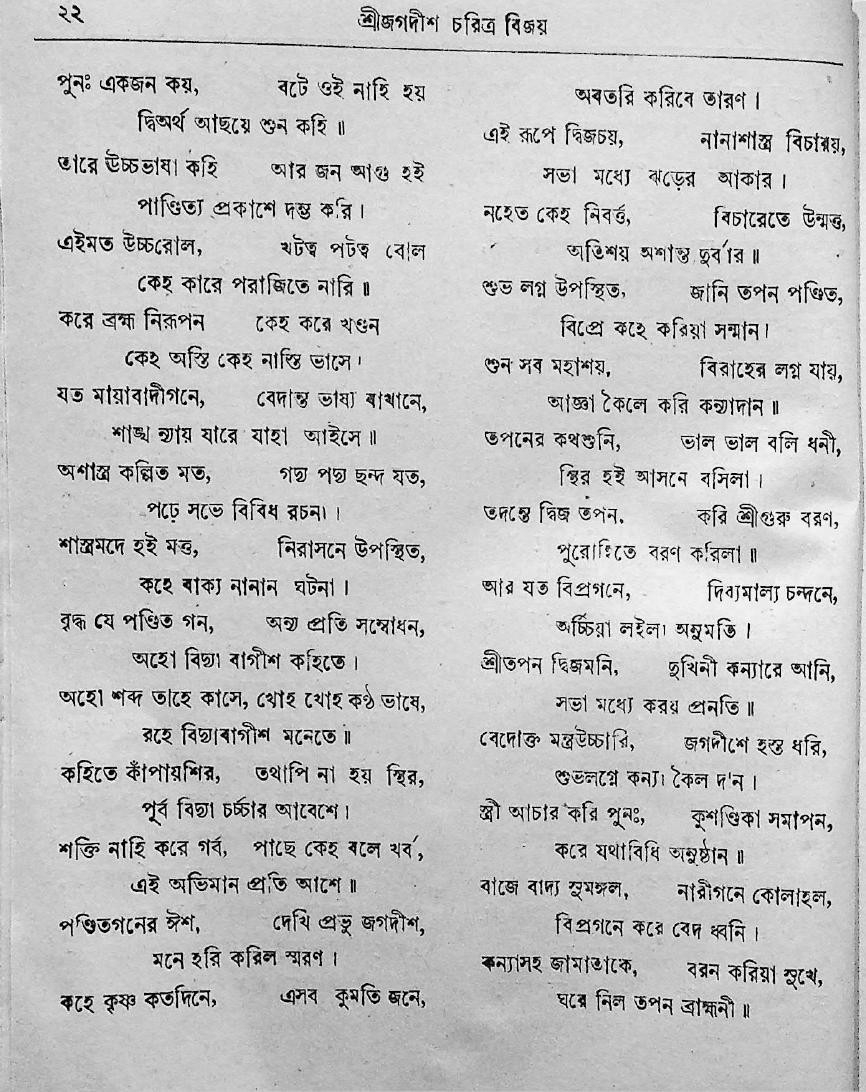 ২২
শ্রীজগদীশ চরিত্র বিজয়
পুনঃ একজন কয়, বটে ওই নাহি হয়
দ্বিঅর্থ আছয়ে শুন কহি ॥
তারে উচ্চভাষা কহি আর জন আগু হই
পাণ্ডিত্য প্রকাশে দম্ভ করি।
এইমত উচ্চরোল, খটত্ব পটত্ব বোল
কেহ কারে পরাজিতে নারি ॥
করে ব্রহ্ম নিরূপন কেহ করে খণ্ডন
কেহ অস্তি কেহ নাস্তি ভাসে।
যত মায়াবাদীগনে, বেদান্ত ভাষ্য বাখানে,
শাঙ্খ ন্যায় যারে যাহা আইসে ॥
অশাস্ত্র কল্পিত মত, গদ্য পদ্য ছন্দ যত,
পঢ়ে সভে বিবিধ রচনা।
শাস্ত্রমদে হই মত্ত, নিরাসনে উপস্থিত,
কহে বাক্য নানান ঘটনা।
বৃদ্ধ যে পণ্ডিত গন, অন্য প্রতি সম্বোধন,
অহো বিদ্যা বাগীশ কহিতে।
অহো শব্দ তাহে কাসে, খোহ খোহ কণ্ঠ ভাষে,
রহে বিদ্যাবাগীশ মনেতে ॥
কহিতে কাঁপায়শির, তথাপি না হয় স্থির,
পূর্ব বিদ্যা চর্চ্চার আবেশে।
শক্তি নাহি করে গর্ব, পাছে কেহ বলে খর্ব,
এই অভিমান প্রতি আশে ॥
পণ্ডিতগনের ঈশ, দেখি প্রভু জগদীশ,
মনে হরি করিল স্মরণ।
কহে কৃষ্ণ কতদিনে, এসব কুমতি জনে,
অবতরি করিবে তারণ।
এই রূপে দ্বিজচয়, নানাশাস্ত্র বিচারয়,
সভা মধ্যে ঝড়ের আকার।
নহেত কেহ নিবর্ত্ত, বিচারেতে উন্মত্ত,
অতিশয় অশান্ত দুর্বার ॥
শুভ লগ্ন উপস্থিত, জানি তপন পণ্ডিত,
বিপ্রে কহে করিয়া সন্মান।
শুন সব মহাশয়, বিরাহের লগ্ন যায়,
আজ্ঞা কৈলে করি কন্যাদান ॥
তপনের কথশুনি, ভাল ভাল বলি ধনী,
স্থির হই আসনে বসিলা।
তদন্তে দ্বিজ তপন, করি শ্রীগুরু বরণ,
পুরোহিতে বরণ করিলা ॥
আর যত বিপ্রগনে, দিব্যমাল্য চন্দনে,
অর্চ্চিয়া লইলা অনুমতি।
শ্রীতপন দ্বিজমনি, দুখিনী কন্যারে আনি,
সভা মধ্যে করয় প্রনতি ॥
বেদোক্ত মন্ত্রউচ্চারি, জগদীশে হস্ত ধরি,
শুভলগ্নে কন্যা কৈল দান।
স্ত্রী আচার করি পুনঃ, কুশণ্ডিকা সমাপন,
করে যথাবিধি অনুষ্ঠান ॥
বাজে বাদ্য সুমঙ্গল, নারীগনে কোলাহল,
বিপ্রগনে করে বেদ ধ্বনি।
কন্যাসহ জামাতাকে, বরন করিয়া সুখে,
ঘরে নিল তপন ব্রাহ্মনী ॥